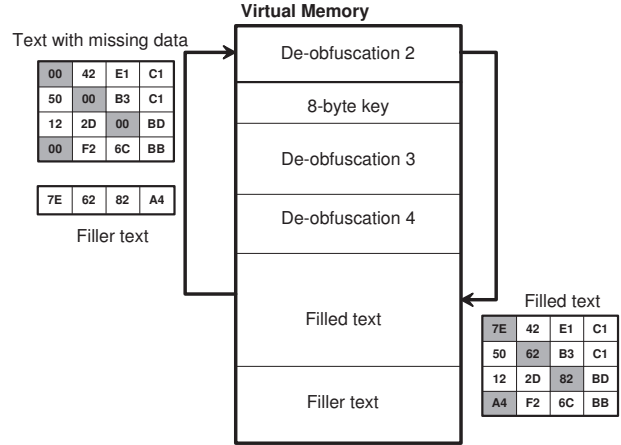 Virtual Memory
Text with missing data
00 42 E1 C1
50 00 B3 C1
12 2D 00 BD
00 F2 6C BB
7E 62 82 A4
Filler text
De-obfuscation 2
8-byte key
De-obfuscation 3
De-obfuscation 4
Filled text
Filler text
Filled text
7E 42 E1 C1
50 62 B3 C1
12 2D 82 BD
A4 F2 6C BB